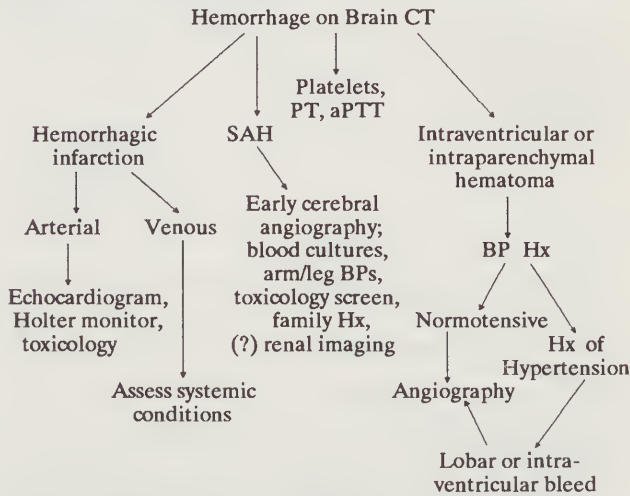 Hemorrhage on Brain CT
Platelets,
PT, aPTT
Hemorrhagic
infarction
SAH
Intraventricular or
intraparenchymal
hematoma
Arterial
Venous
Early cerebral
angiography;
blood cultures,
arm/leg BPs,
toxicology screen,
family Hx,
(?) renal imaging
BP Hx
Echocardiogram,
Holter monitor,
toxicology
Normotensive
Hx of
Hypertension
Assess systemic
conditions
Angiography
Lobar or intra-
ventricular bleed